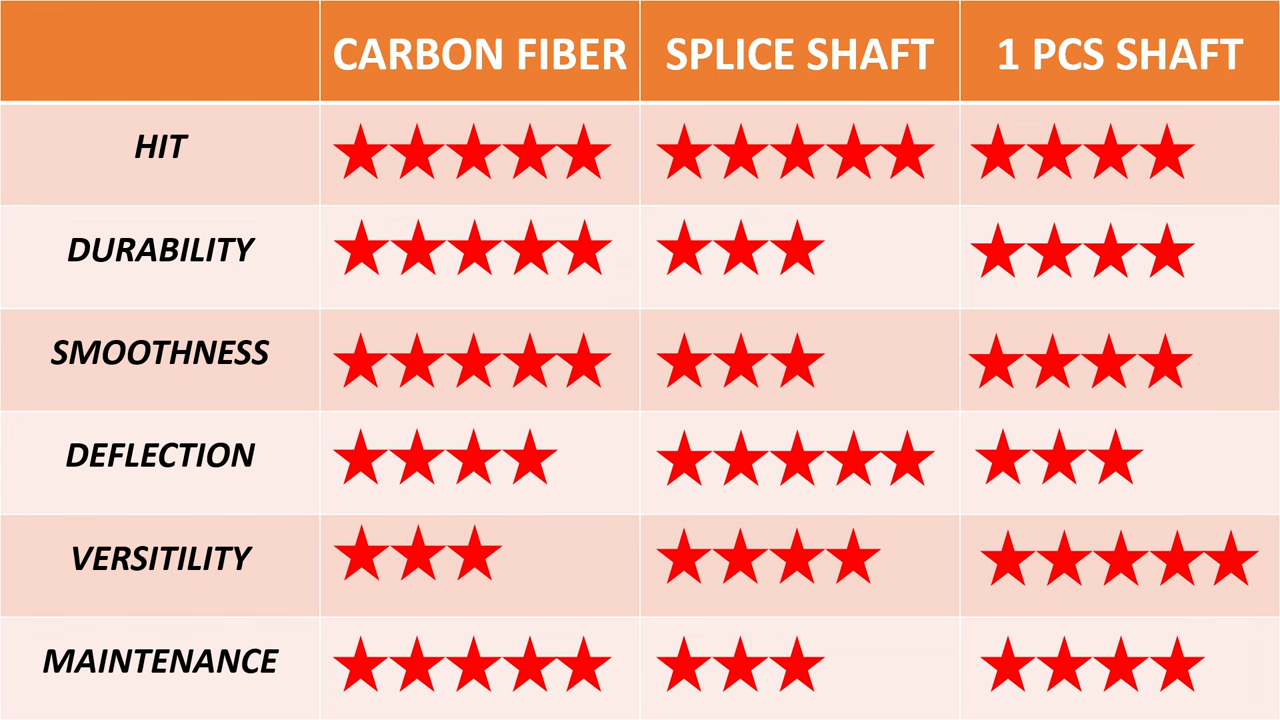 CARBON FIBER
SPLICE SHAFT
1 PCS SHAFT
HIT
DURABILITY
SMOOTHNESS
DEFLECTION
VERSITILITY
MAINTENANCE